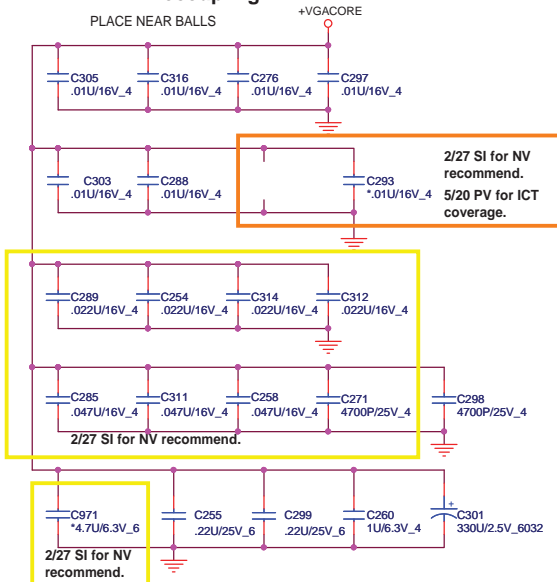 +VGACORE
PLACE NEAR BALLS
C305
.01U/16V_4
C316
.01U/16V_4
C276
.01U/16V_4
C297
.01U/16V_4
C303
.01U/16V_4
C288
.01U/16V_4
C293
*.01U/16V_4
2/27 SI for NV
recommend.
5/20 PV for ICT
coverage.
C289
.022U/16V_4
C254
.022U/16V_4
C314
.022U/16V_4
C312
.022U/16V_4
C285
.047U/16V_4
C311
.047U/16V_4
C258
.047U/16V_4
C271
4700P/25V_4
C298
4700P/25V_4
2/27 SI for NV recommend.
C971
*4.7U/6.3V_6
C255
.22U/25V_6
C299
.22U/25V_6
C260
1U/6.3V_4
+
C301
330U/2.5V_6032
2/27 SI for NV
recommend.